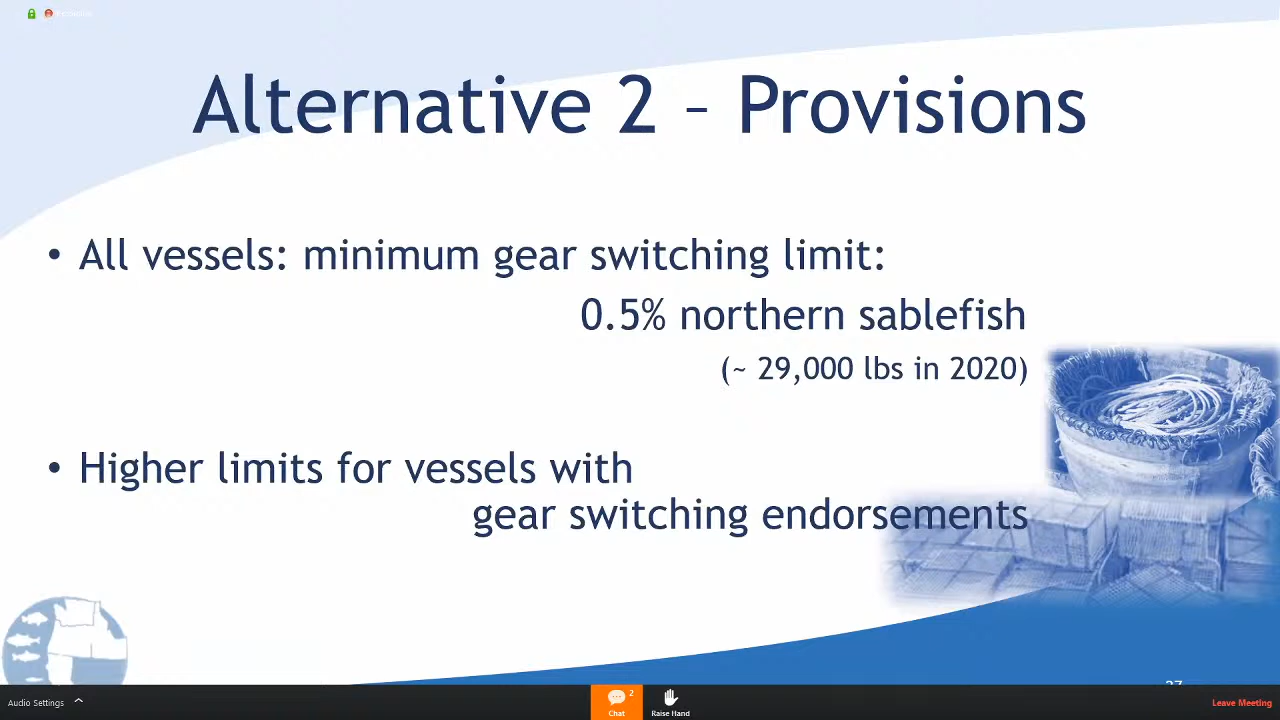 Alternative 2 – Provisions
• All vessels: minimum gear switching limit:
0.5% northern sablefish
(~ 29,000 lbs in 2020)
• Higher limits for vessels with
gear switching endorsements
Audio Settings
2
Chat
Raise Hand
Leave Meeting